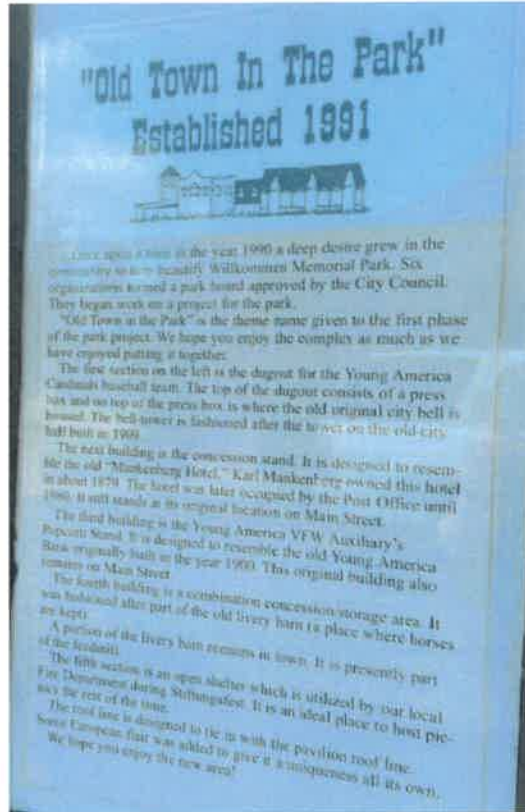 "Old Town In The Park"
Established 1991
Once upon a time in the year 1990 a deep desire grew in the
community to help beautify Willkommen Memorial Park. Six
organizations formed a park board approved by the City Council.
They began work on a project for the park.
"Old Town in the Park" is the theme name given to the first phase
of the park project. We hope you enjoy the complex as much as we
have enjoyed putting it together.
The first section on the left is the dugout for the Young America
Cardinals baseball team. The top of the dugout consists of a press
box and on top of the press box is where the old original city bell is
housed. The bell-tower is fashioned after the tower on the old city
hall built in 1909.
The next building is the concession stand. It is designed to resem-
ble the old "Mankenberg Hotel." Karl Mankenberg owned this hotel
in about 1879. The hotel was later occupied by the Post Office until
It still stands at its original location on Main Street.
The third building is the Young America VFW Auxiliary's
Popcorn Stand. It is designed to resemble the old Young America
Bank originally built in the year 1900. This original building also
remains on Main Street.
The fourth building is a combination concession/storage area. It
was fashioned after part of the old livery barn (a place where horses
are kept).
A portion of the livery barn remains in town. It is presently part
of the feedmill.
The fifth section is an open shelter which is utilized by our local
Fire Department during Stiftungsfest. It is an ideal place to host pic-
nics the rest of the time.
The roof line is designed to tie in with the pavilion roof line.
Some European flair was added to give it a uniqueness all its own.
We hope you enjoy the new area!